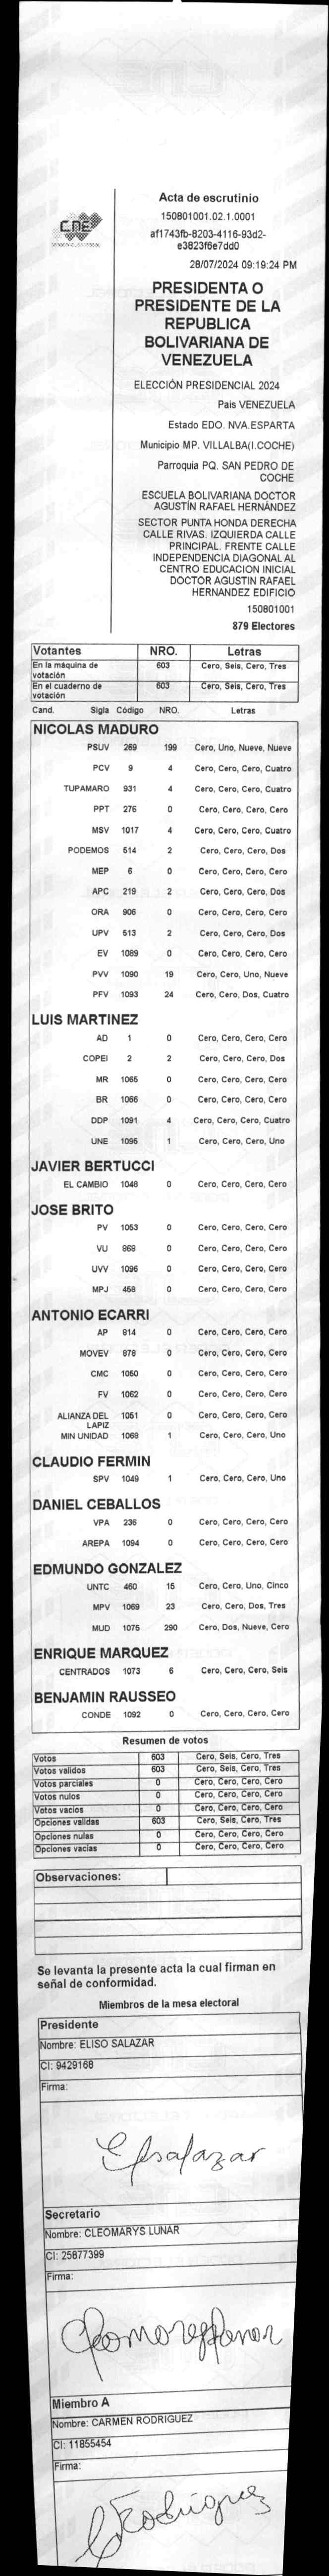 CNE
Acta de escrutinio
150801001.02.1.0001
af1743fb-8203-4116-93d2-
e3823f6e7dd0
28/07/2024 09:19:24 PM
PRESIDENTA O
PRESIDENTE DE LA
REPUBLICA
BOLIVARIANA DE
VENEZUELA
ELECCIÓN PRESIDENCIAL 2024
Pais VENEZUELA
Estado EDO. NVA.ESPARTA
Municipio MP. VILLALBA(I.COCHE)
Parroquia PQ. SAN PEDRO DE
COCHE
ESCUELA BOLIVARIANA DOCTOR
AGUSTÍN RAFAEL HERNÁNDEZ
SECTOR PUNTA HONDA DERECHA
CALLE RIVAS. IZQUIERDA CALLE
PRINCIPAL. FRENTE CALLE
INDEPENDENCIA DIAGONAL AL
CENTRO EDUCACION INICIAL
DOCTOR AGUSTIN RAFAEL
HERNANDEZ EDIFICIO
150801001
879 Electores
Votantes NRO. Letras
En la máquina de votación 603 Cero, Seis, Cero, Tres
En el cuaderno de votación 603 Cero, Seis, Cero, Tres
Cand. Sigla Código NRO. Letras
NICOLAS MADURO
PSUV 269 199 Cero, Uno, Nueve, Nueve
PCV 9 4 Cero, Cero, Cero, Cuatro
TUPAMARO 931 4 Cero, Cero, Cero, Cuatro
PPT 276 0 Cero, Cero, Cero, Cero
MSV 1017 4 Cero, Cero, Cero, Cuatro
PODEMOS 514 2 Cero, Cero, Cero, Dos
MEP 6 0 Cero, Cero, Cero, Cero
APC 219 2 Cero, Cero, Cero, Dos
ORA 906 0 Cero, Cero, Cero, Cero
UPV 513 2 Cero, Cero, Cero, Dos
EV 1089 0 Cero, Cero, Cero, Cero
PVV 1090 19 Cero, Cero, Uno, Nueve
PFV 1093 24 Cero, Cero, Dos, Cuatro
LUIS MARTINEZ
AD 1 0 Cero, Cero, Cero, Cero
COPEI 2 2 Cero, Cero, Cero, Dos
MR 1065 0 Cero, Cero, Cero, Cero
BR 1066 0 Cero, Cero, Cero, Cero
DDP 1091 4 Cero, Cero, Cero, Cuatro
UNE 1095 1 Cero, Cero, Cero, Uno
JAVIER BERTUCCI
EL CAMBIO 1048 0 Cero, Cero, Cero, Cero
JOSE BRITO
PV 1053 0 Cero, Cero, Cero, Cero
VU 868 0 Cero, Cero, Cero, Cero
UVV 1096 0 Cero, Cero, Cero, Cero
MPJ 458 0 Cero, Cero, Cero, Cero
ANTONIO ECARRI
AP 814 0 Cero, Cero, Cero, Cero
MOVEV 878 0 Cero, Cero, Cero, Cero
CMC 1050 0 Cero, Cero, Cero, Cero
FV 1062 0 Cero, Cero, Cero, Cero
ALIANZA DEL LAPIZ 1051 0 Cero, Cero, Cero, Cero
MIN UNIDAD 1068 1 Cero, Cero, Cero, Uno
CLAUDIO FERMIN
SPV 1049 1 Cero, Cero, Cero, Uno
DANIEL CEBALLOS
VPA 236 0 Cero, Cero, Cero, Cero
AREPA 1094 0 Cero, Cero, Cero, Cero
EDMUNDO GONZALEZ
UNTC 460 15 Cero, Cero, Uno, Cinco
MPV 1069 23 Cero, Cero, Dos, Tres
MUD 1075 290 Cero, Dos, Nueve, Cero
ENRIQUE MARQUEZ
CENTRADOS 1073 6 Cero, Cero, Cero, Seis
BENJAMIN RAUSSEO
CONDE 1092 0 Cero, Cero, Cero, Cero
Resumen de votos
Votos 603 Cero, Seis, Cero, Tres
Votos validos 603 Cero, Seis, Cero, Tres
Votos parciales 0 Cero, Cero, Cero, Cero
Votos nulos 0 Cero, Cero, Cero, Cero
Votos vacios 0 Cero, Cero, Cero, Cero
Opciones validas 603 Cero, Seis, Cero, Tres
Opciones nulas 0 Cero, Cero, Cero, Cero
Opciones vacias 0 Cero, Cero, Cero, Cero
Observaciones:
Se levanta la presente acta la cual firman en
señal de conformidad.
Miembros de la mesa electoral
Presidente
Nombre: ELISO SALAZAR
CI: 9429168
Firma:
Secretario
Nombre: CLEOMARYS LUNAR
CI: 25877399
Firma:
Miembro A
Nombre: CARMEN RODRIGUEZ
CI: 11855454
Firma:
CRodriguez